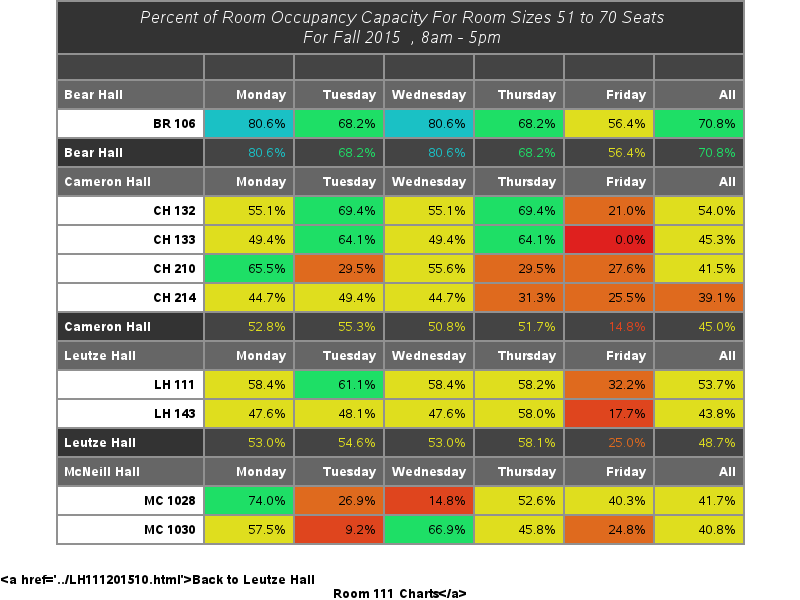 Percent of Room Occupancy Capacity For Room Sizes 51 to 70 Seats
For Fall 2015 , 8am - 5pm
Bear Hall Monday Tuesday Wednesday Thursday Friday All
BR 106 80.6% 68.2% 80.6% 68.2% 56.4% 70.8%
Bear Hall 80.6% 68.2% 80.6% 68.2% 56.4% 70.8%
Cameron Hall Monday Tuesday Wednesday Thursday Friday All
CH 132 55.1% 69.4% 55.1% 69.4% 21.0% 54.0%
CH 133 49.4% 64.1% 49.4% 64.1% 0.0% 45.3%
CH 210 65.5% 29.5% 55.6% 29.5% 27.6% 41.5%
CH 214 44.7% 49.4% 44.7% 31.3% 25.5% 39.1%
Cameron Hall 52.8% 55.3% 50.8% 51.7% 14.8% 45.0%
Leutze Hall Monday Tuesday Wednesday Thursday Friday All
LH 111 58.4% 61.1% 58.4% 58.2% 32.2% 53.7%
LH 143 47.6% 48.1% 47.6% 58.0% 17.7% 43.8%
Leutze Hall 53.0% 54.6% 53.0% 58.1% 25.0% 48.7%
McNeill Hall Monday Tuesday Wednesday Thursday Friday All
MC 1028 74.0% 26.9% 14.8% 52.6% 40.3% 41.7%
MC 1030 57.5% 9.2% 66.9% 45.8% 24.8% 40.8%
<a href='../LH111201510.html'>Back to Leutze Hall
Room 111 Charts</a>